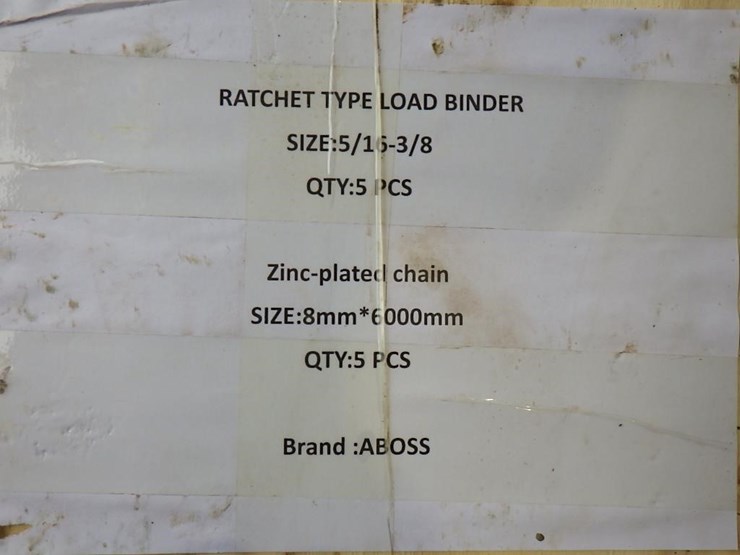 RATCHET TYPE LOAD BINDER
SIZE:5/16-3/8
QTY:5 PCS
Zinc-plated chain
SIZE:8mm*6000mm
QTY:5 PCS
Brand :ABOSS